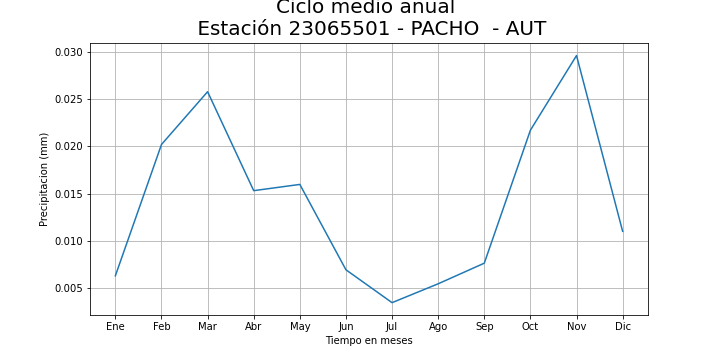 Ciclo medio anual
Estación 23065501 - PACHO - AUT
0.030
0.025
0.020
0.015
0.010
0.005
Precipitacion (mm)
Ene Feb Mar Abr May Jun Jul Ago Sep Oct Nov Dic
Tiempo en meses